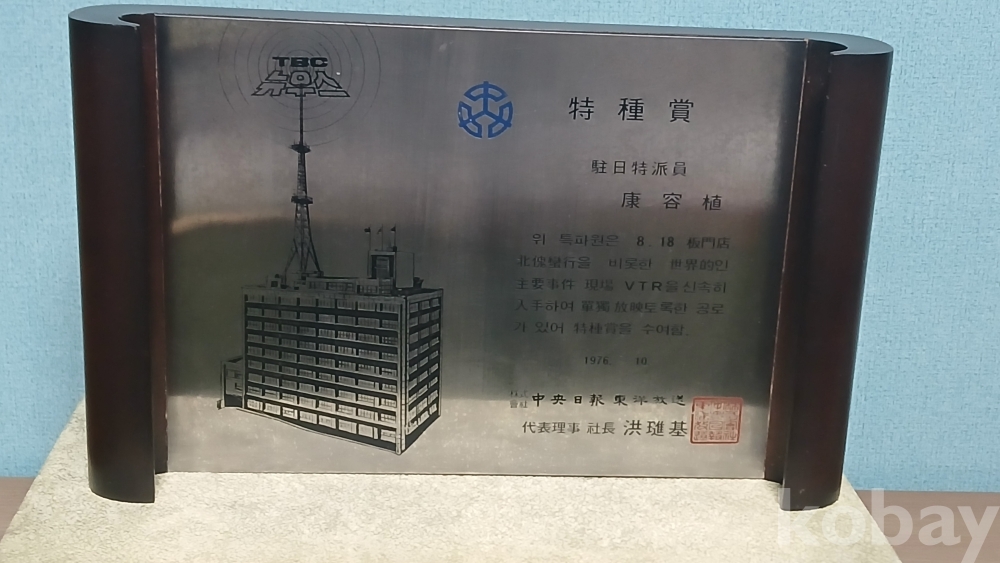 TBC
뉴우스
特種賞
駐日特派員
康容植
위 특파원은 8.18 板門店
北傀蠻行을 비롯한 世界的인
主要事件 現場 VTR을 신속히
入手하여 單獨 放映토록한 공로
가 있어 特種賞을 수여함.
1976. 10
株式會社 中央日報 東洋放送
代表理事 社長 洪璡基
kobay